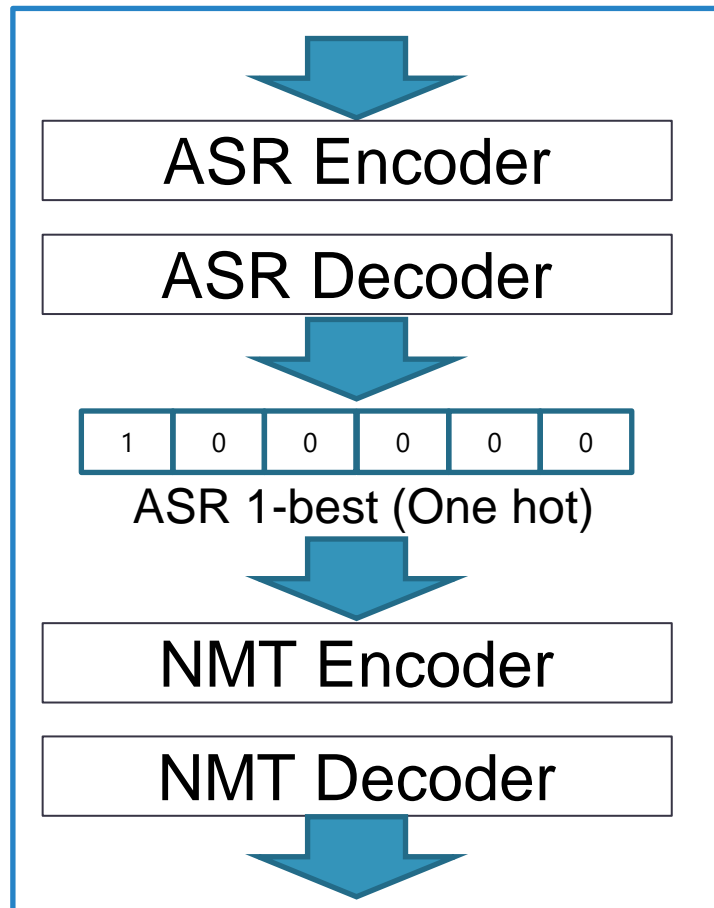 ASR Encoder
ASR Decoder
1 0 0 0 0 0
ASR 1-best (One hot)
NMT Encoder
NMT Decoder